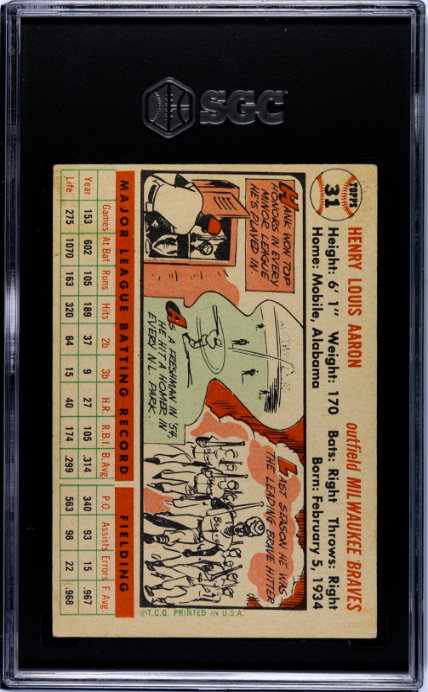 SGC
TOPPS
31
HENRY LOUIS AARON outfield MILWAUKEE BRAVES
Height: 6' 1" Weight: 170 Bats: Right Throws: Right
Home: Mobile, Alabama Born: February 5, 1934
HANK WON TOP
HONORS IN EVERY
MINOR LEAGUE
HE'S PLAYED IN
AS A FRESHMAN IN '54,
HE HIT A HOMER IN
EVERY N.L. PARK.
LAST SEASON HE WAS
THE LEADING BRAVE HITTER
©T.C.G. PRINTED IN U.S.A.
MAJOR LEAGUE BATTING RECORD FIELDING
Games At Bat Runs Hits 2b 3b H.R. R.B.I. B.Avg. P.O. Assists Errors F.Avg.
Year 153 602 105 189 37 9 27 106 .314 340 93 15 .967
Life 275 1070 163 320 64 15 40 174 .299 563 98 22 .968